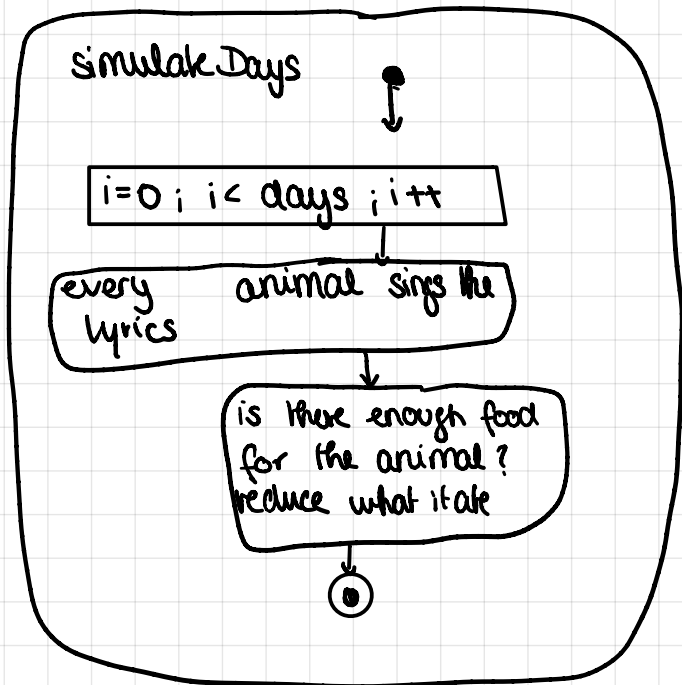 simulateDays
i=0 ; i< days ; i++
every animal sings the
lyrics
is there enough food
for the animal?
reduce what it ate